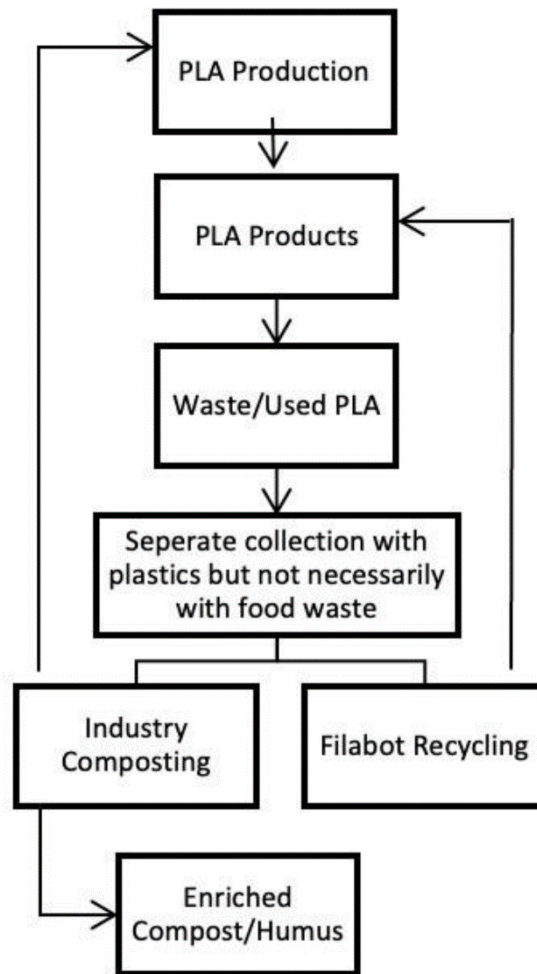 PLA Production
PLA Products
Waste/Used PLA
Seperate collection with
plastics but not necessarily
with food waste
Industry
Composting
Filabot Recycling
Enriched
Compost/Humus